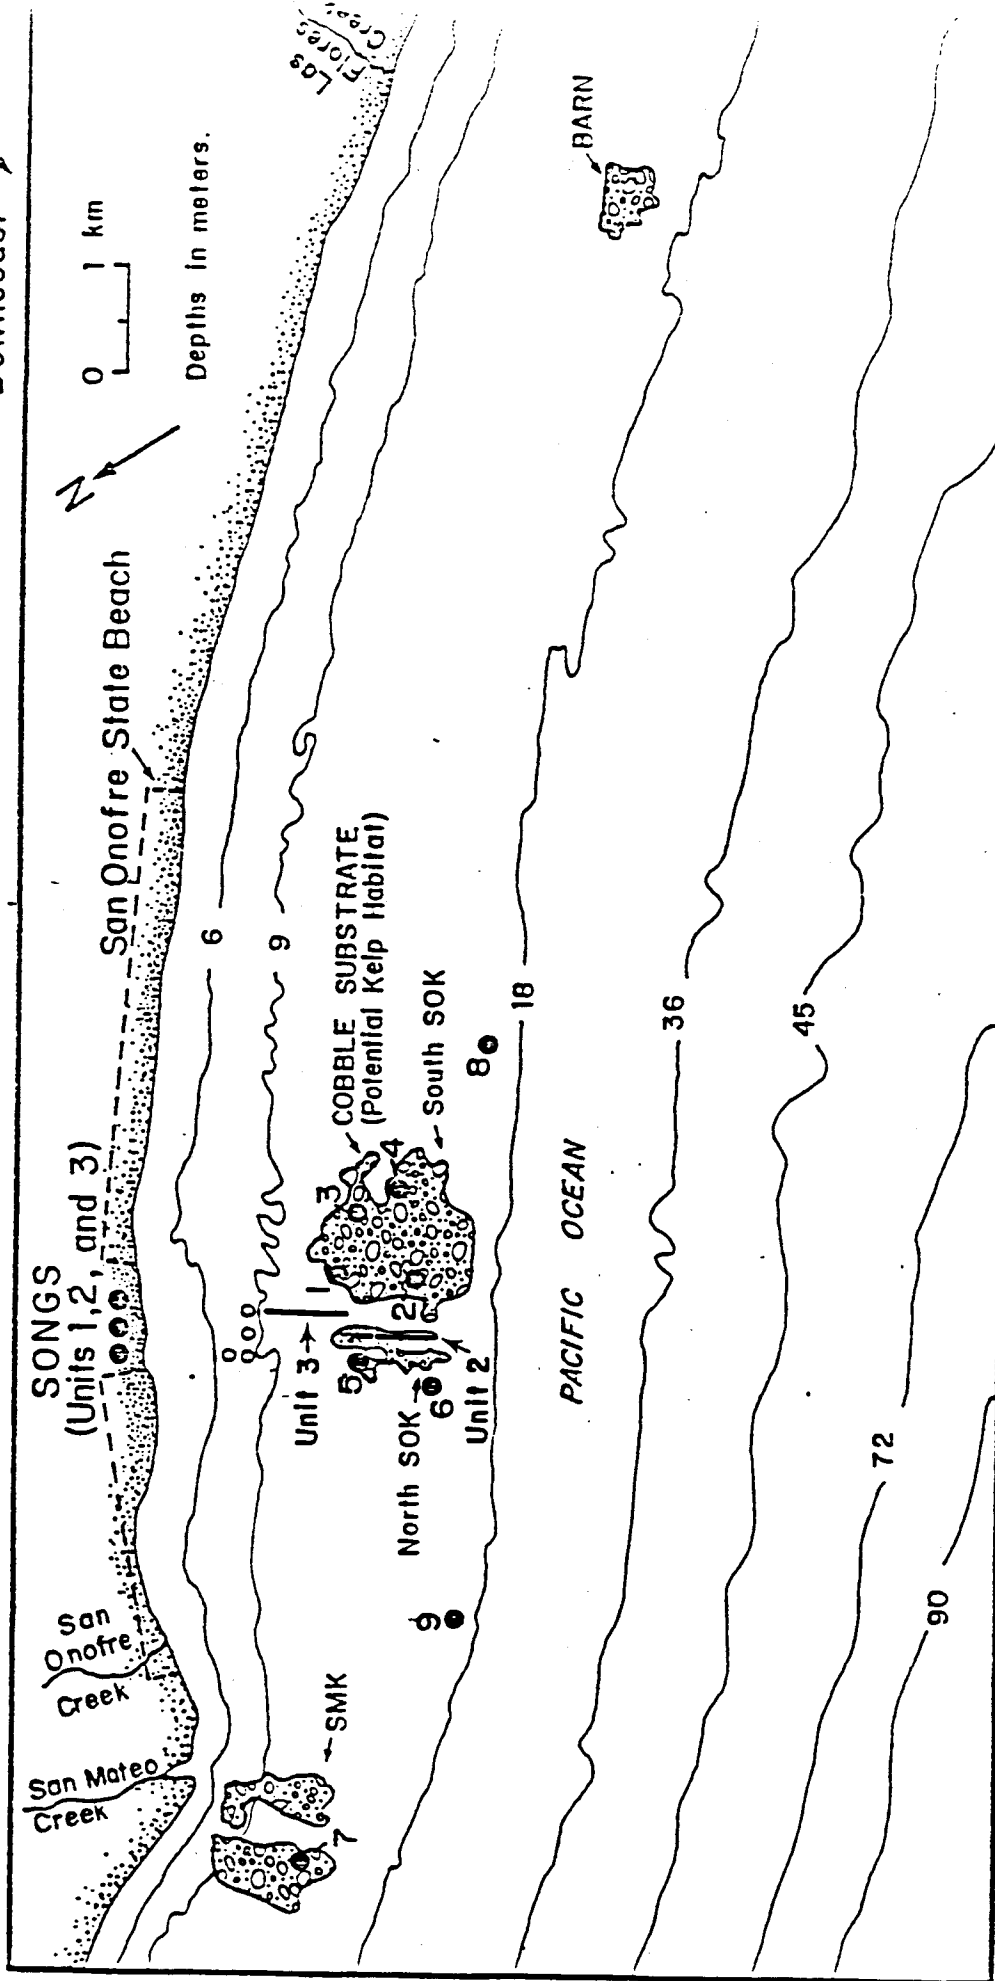 SONGS
(Units 1,2, and 3)
San Mateo
Creek
San
Onofre
Creek
San Onofre State Beach
N
0 1 km
Depths in meters.
Las
Flores
Creek
6
9
SMK
7
9
North SOK
6
5
Unit 3
Unit 2
1
2
3
4
COBBLE SUBSTRATE
(Potential Kelp Habitat)
South SOK
8
18
BARN
PACIFIC OCEAN
36
45
72
90